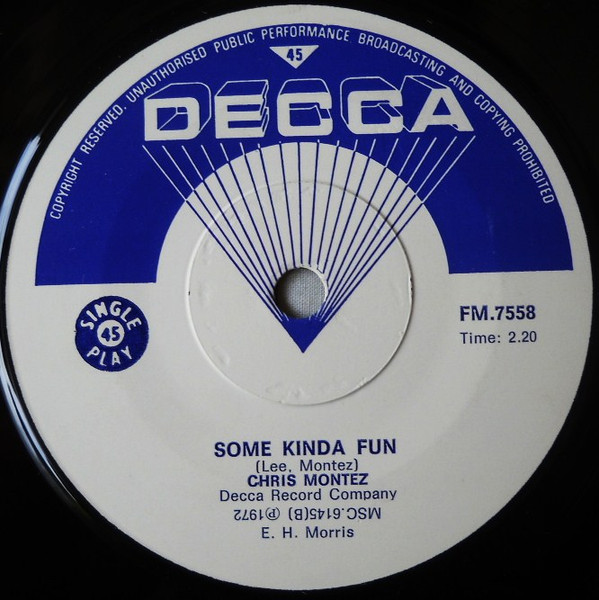 COPYRIGHT RESERVED. UNAUTHORISED PUBLIC PERFORMANCE BROADCASTING AND COPYING PROHIBITED
45
DECCA
SINGLE
45
PLAY
FM.7558
Time: 2.20
SOME KINDA FUN
(Lee, Montez)
CHRIS MONTEZ
Decca Record Company
MSC.6145(B) ℗1972
E. H. Morris